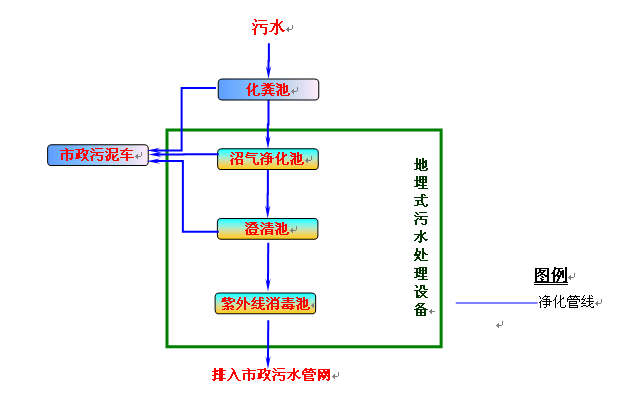 污水
化粪池
市政污泥车
沼气净化池
澄清池
紫外线消毒池
排入市政污水管网
地埋式污水处理设备
图例
净化管线